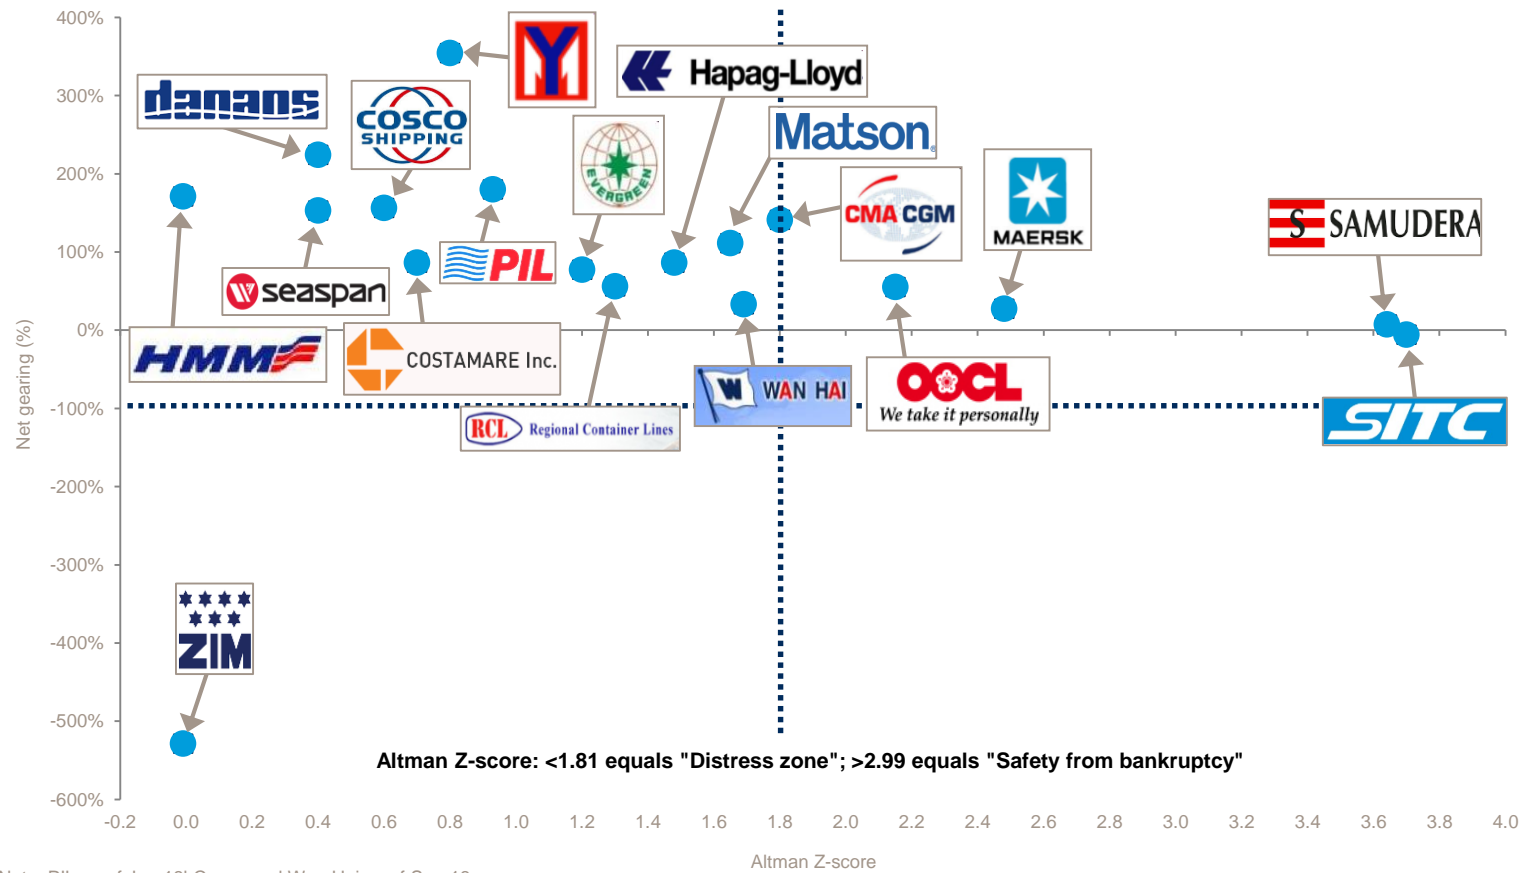 400%
300%
200%
100%
0%
-100%
-200%
-300%
-400%
-500%
-600%
Net gearing (%)
YM
Hapag-Lloyd
danaos
COSCO
SHIPPING
EVERGREEN
Matson
CMA CGM
MAERSK
S SAMUDERA
PIL
seaspan
HMM
COSTAMARE Inc.
W WAN HAI
OOCL
We take it personally
RCL Regional Container Lines
SITC
ZIM
Altman Z-score: <1.81 equals "Distress zone"; >2.99 equals "Safety from bankruptcy"
-0.2 0.0 0.2 0.4 0.6 0.8 1.0 1.2 1.4 1.6 1.8 2.0 2.2 2.4 2.6 2.8 3.0 3.2 3.4 3.6 3.8 4.0
Altman Z-score